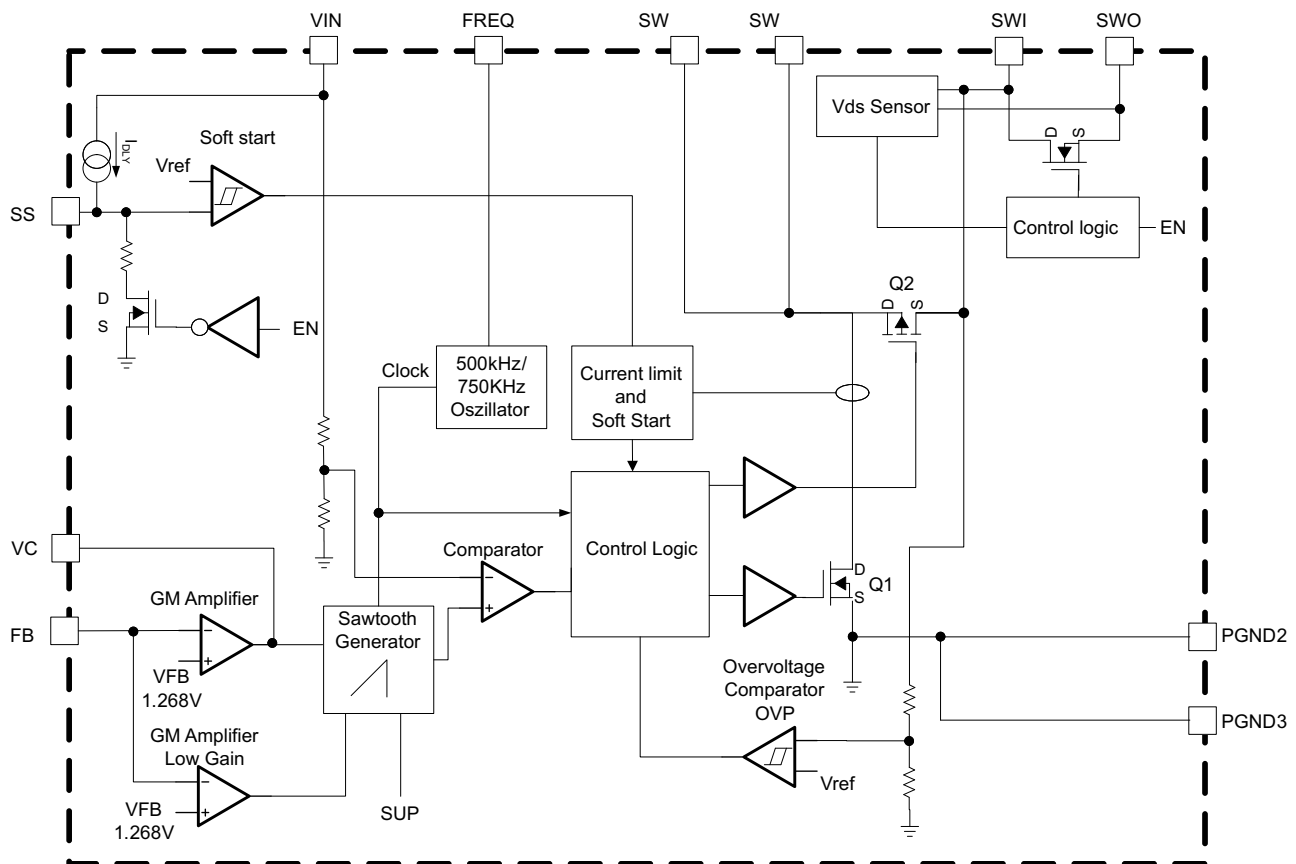 VIN
FREQ
SW
SW
SWI
SWO
Vds Sensor
D
S
Control logic
EN
Soft start
Vref
IDLY
SS
D
S
EN
Clock
500kHz/
750KHz
Oszillator
Current limit
and
Soft Start
Q2
D
S
VC
FB
GM Amplifier
VFB
1.268V
GM Amplifier
Low Gain
VFB
1.268V
Sawtooth
Generator
SUP
Comparator
Control Logic
D
Q1
S
Overvoltage
Comparator
OVP
Vref
PGND2
PGND3